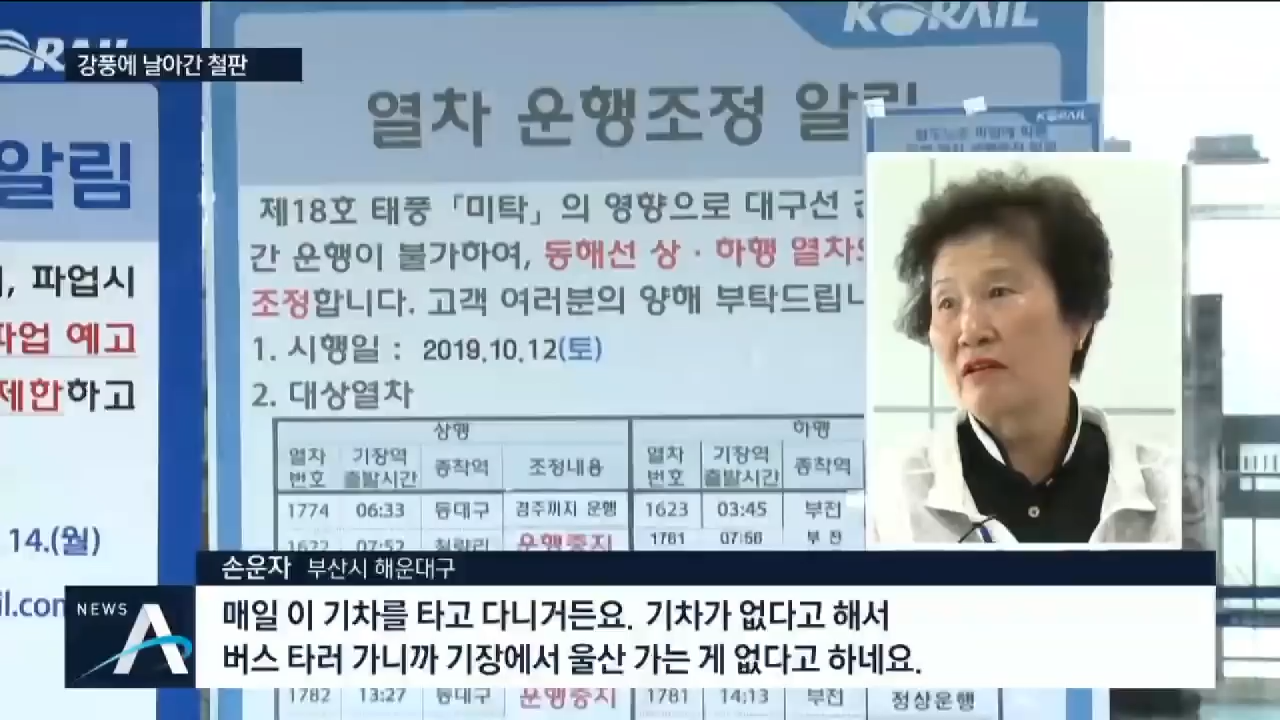 KORAIL
강풍에 날아간 철판
열차 운행조정 알림
KORAIL
알림
제18호 태풍 「미탁」의 영향으로 대구선
간 운행이 불가하여, 동해선 상·하행 열차
조정합니다. 고객 여러분의 양해 부탁드립니
파업시
파업 예고
제한하고
14.(월)
1. 시행일 : 2019.10.12(토)
2. 대상열차
상행 하행
열차번호 기장역출발시간 종착역 조정내용 열차번호 기장역출발시간 종착역
1774 06:33 동대구 경주까지 운행 1623 03:45 부전
1622 07:52 청량리 운행중지 1781 07:56 부전
손운자 부산시 해운대구
NEWS A
매일 이 기차를 타고 다니거든요. 기차가 없다고 해서
버스 타러 가니까 기장에서 울산 가는 게 없다고 하네요.
1782 13:27 동대구 운행중지 1781 14:13 부전 정상운행